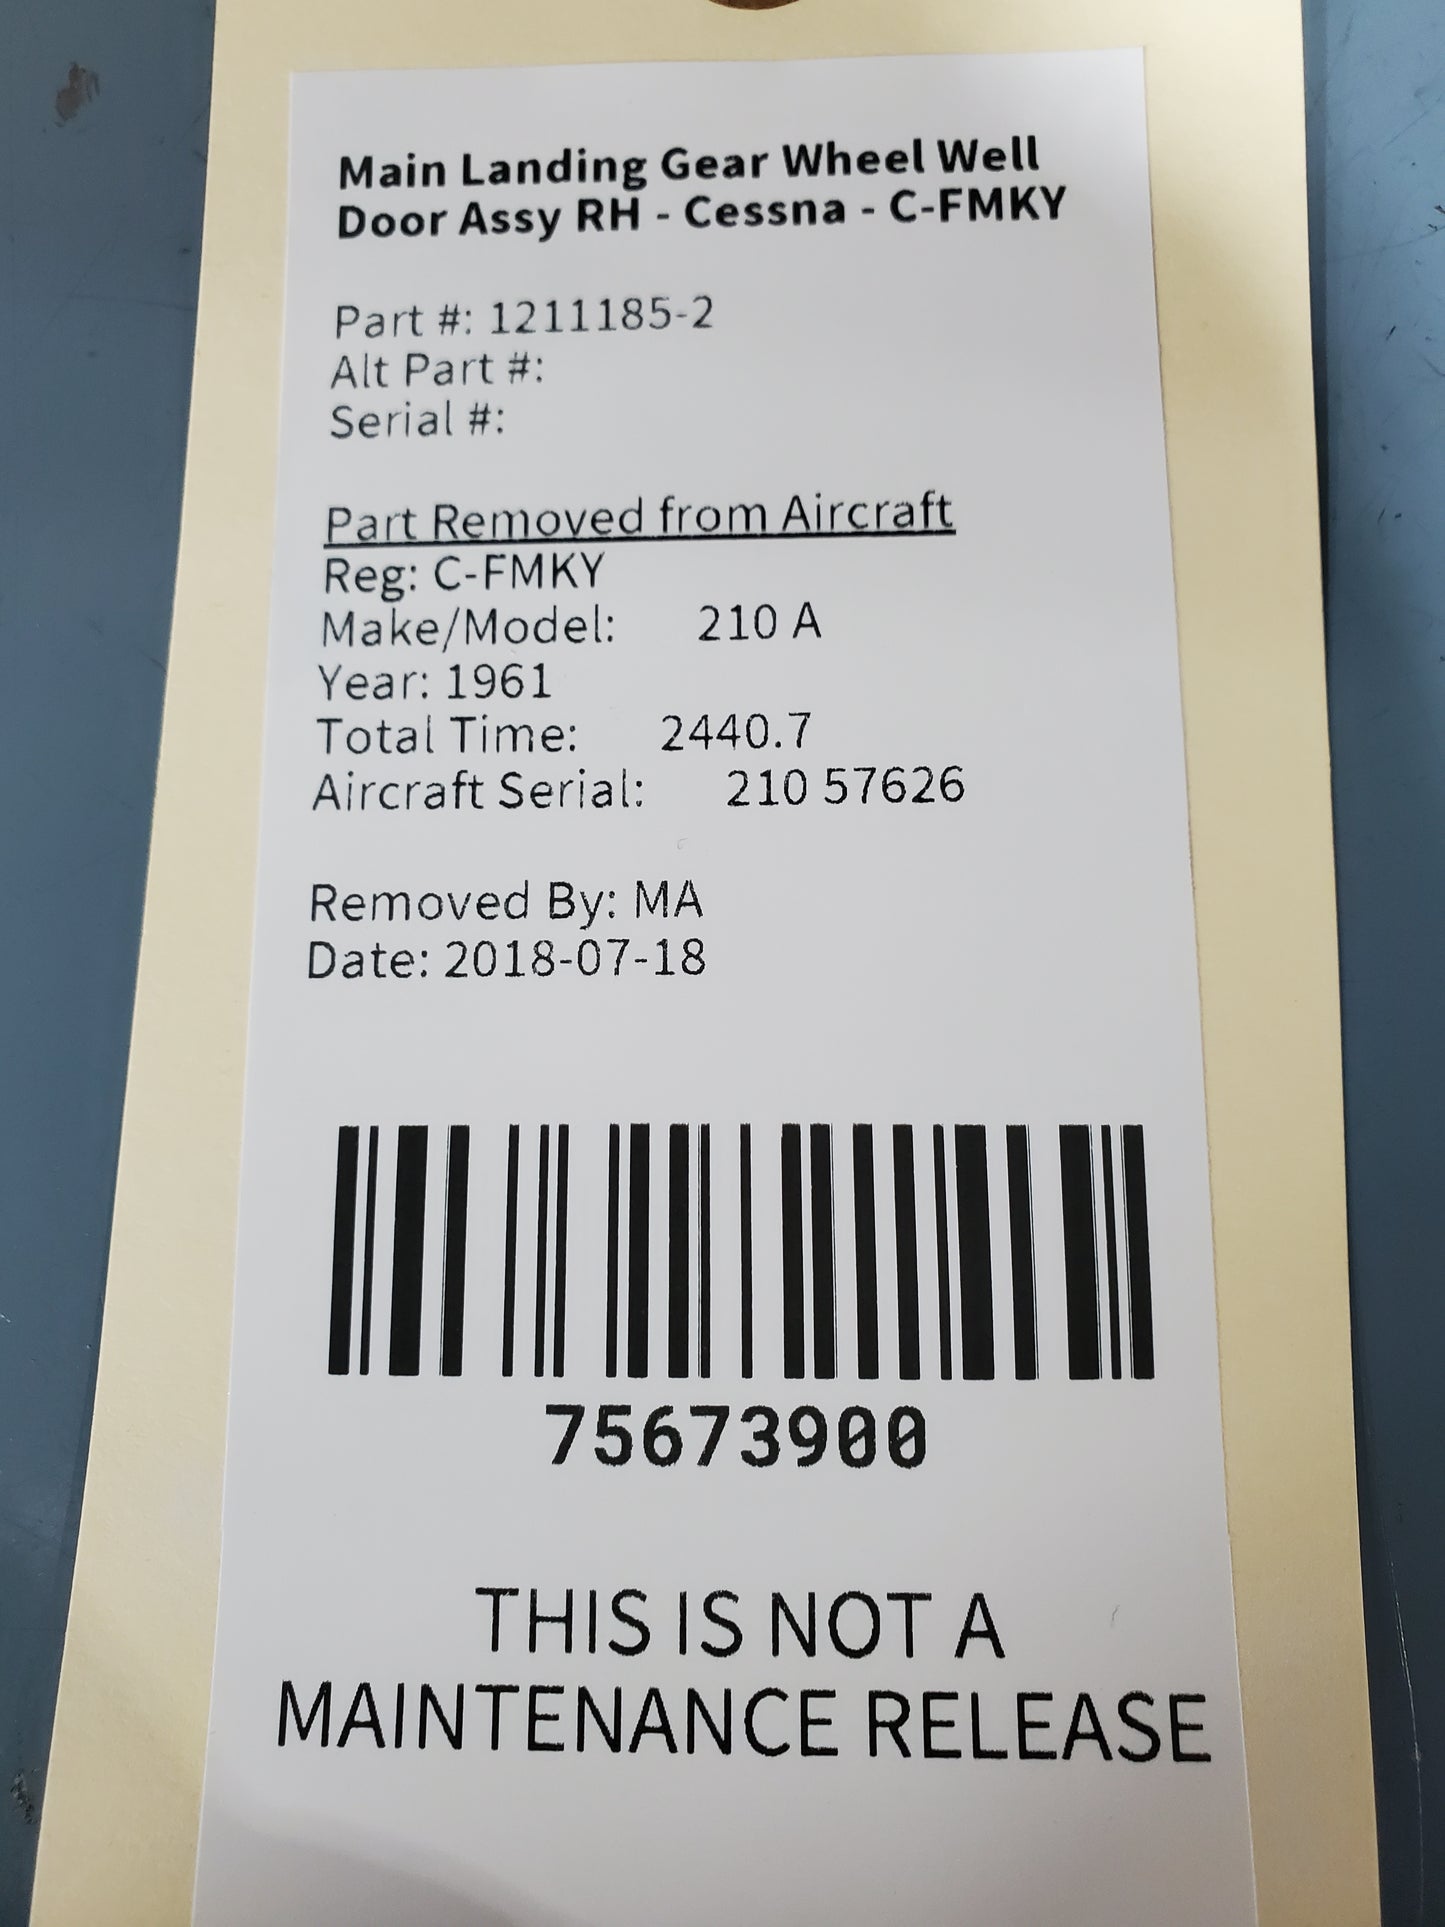 Main Landing Gear Wheel Well
Door Assy RH - Cessna - C-FMKY
Part #: 1211185-2
Alt Part #:
Serial #:
Part Removed from Aircraft
Reg: C-FMKY
Make/Model: 210 A
Year: 1961
Total Time: 2440.7
Aircraft Serial: 210 57626
Removed By: MA
Date: 2018-07-18
75673900
THIS IS NOT A
MAINTENANCE RELEASE